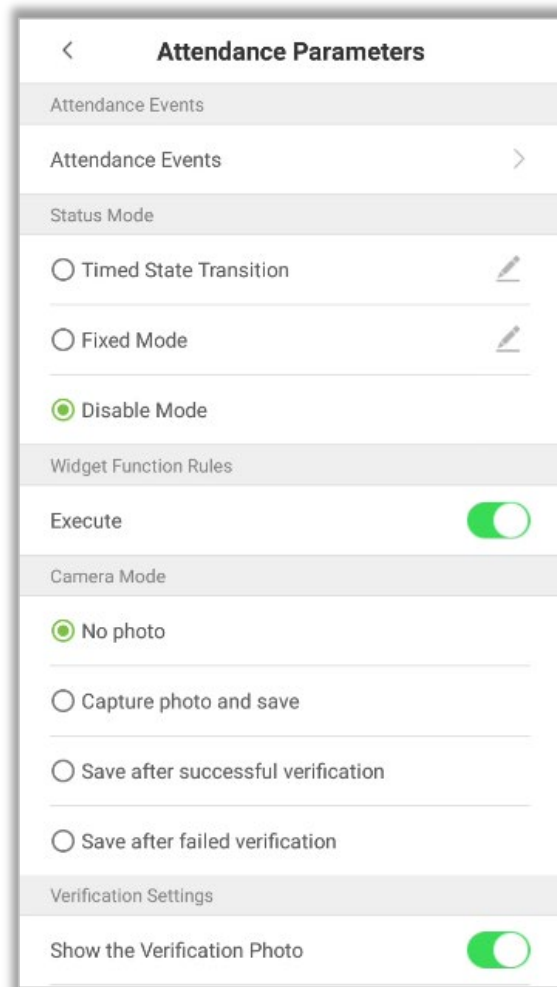 Attendance Parameters
Attendance Events
Attendance Events
Status Mode
Timed State Transition
Fixed Mode
Disable Mode
Widget Function Rules
Execute
Camera Mode
No photo
Capture photo and save
Save after successful verification
Save after failed verification
Verification Settings
Show the Verification Photo